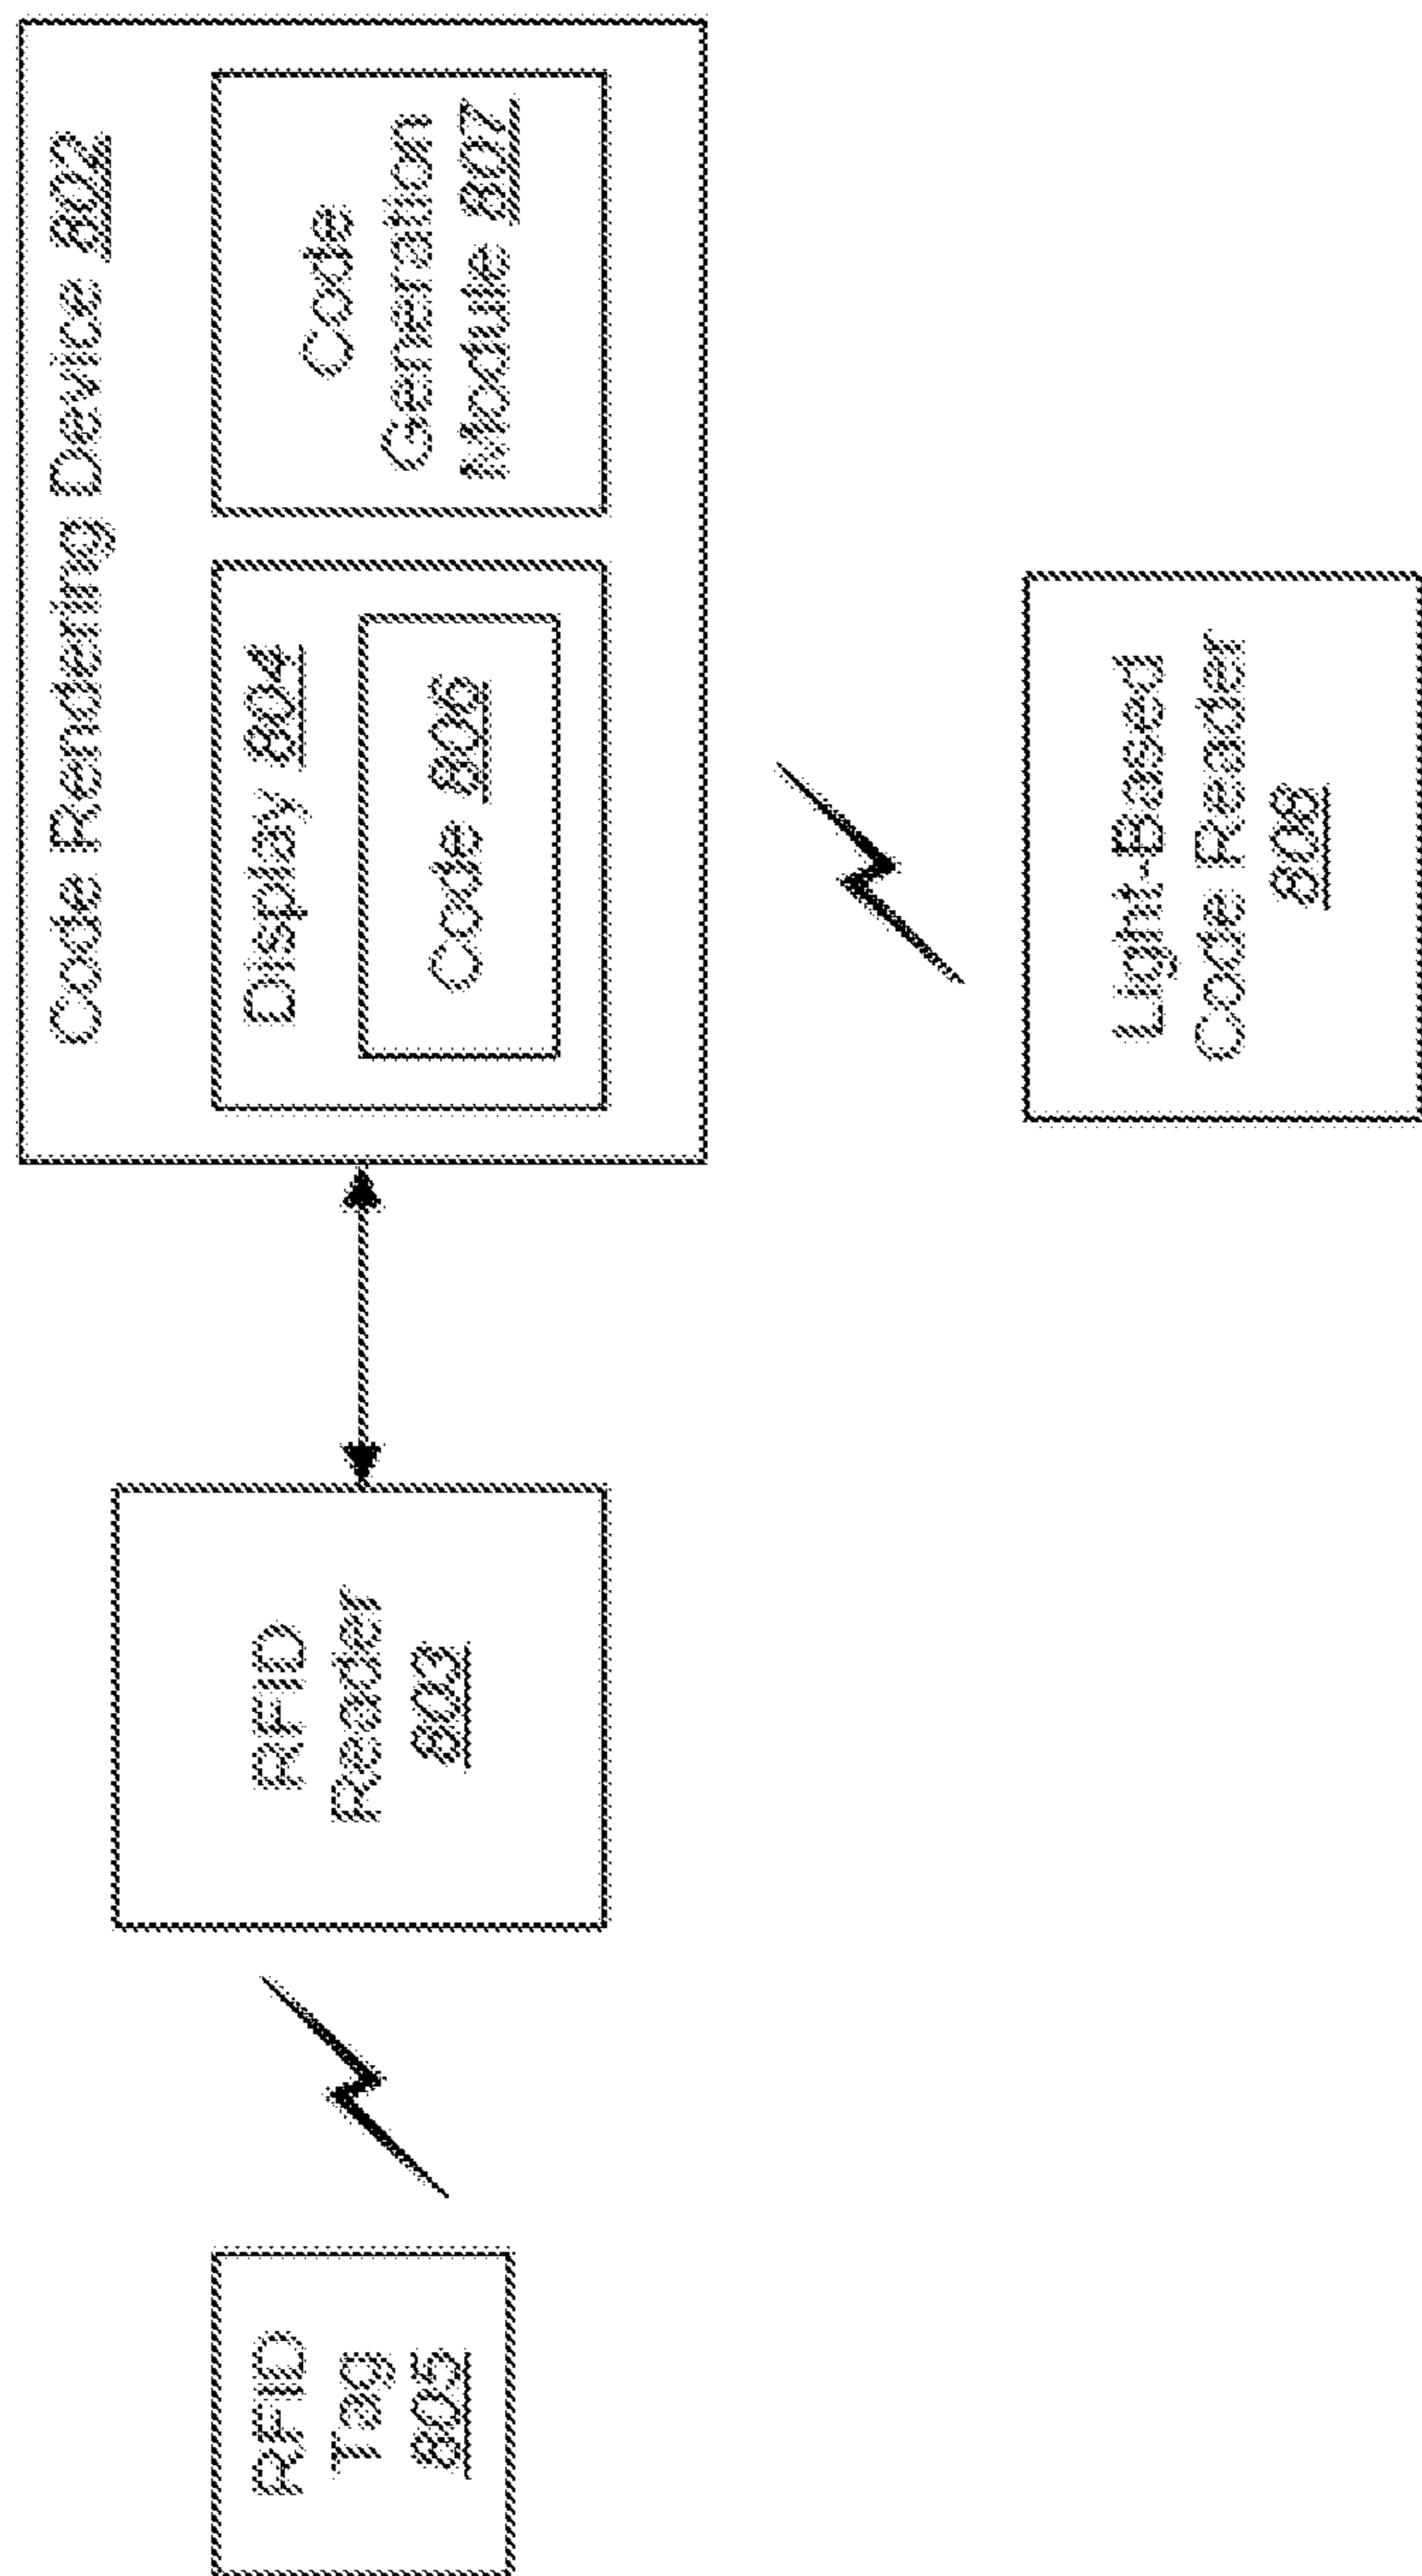 RFID
Tag
805
RFID
Reader
803
Code Rendering Device 802
Display 804
Code 806
Code
Generation
Module 807
Light-Based
Code Reader
808